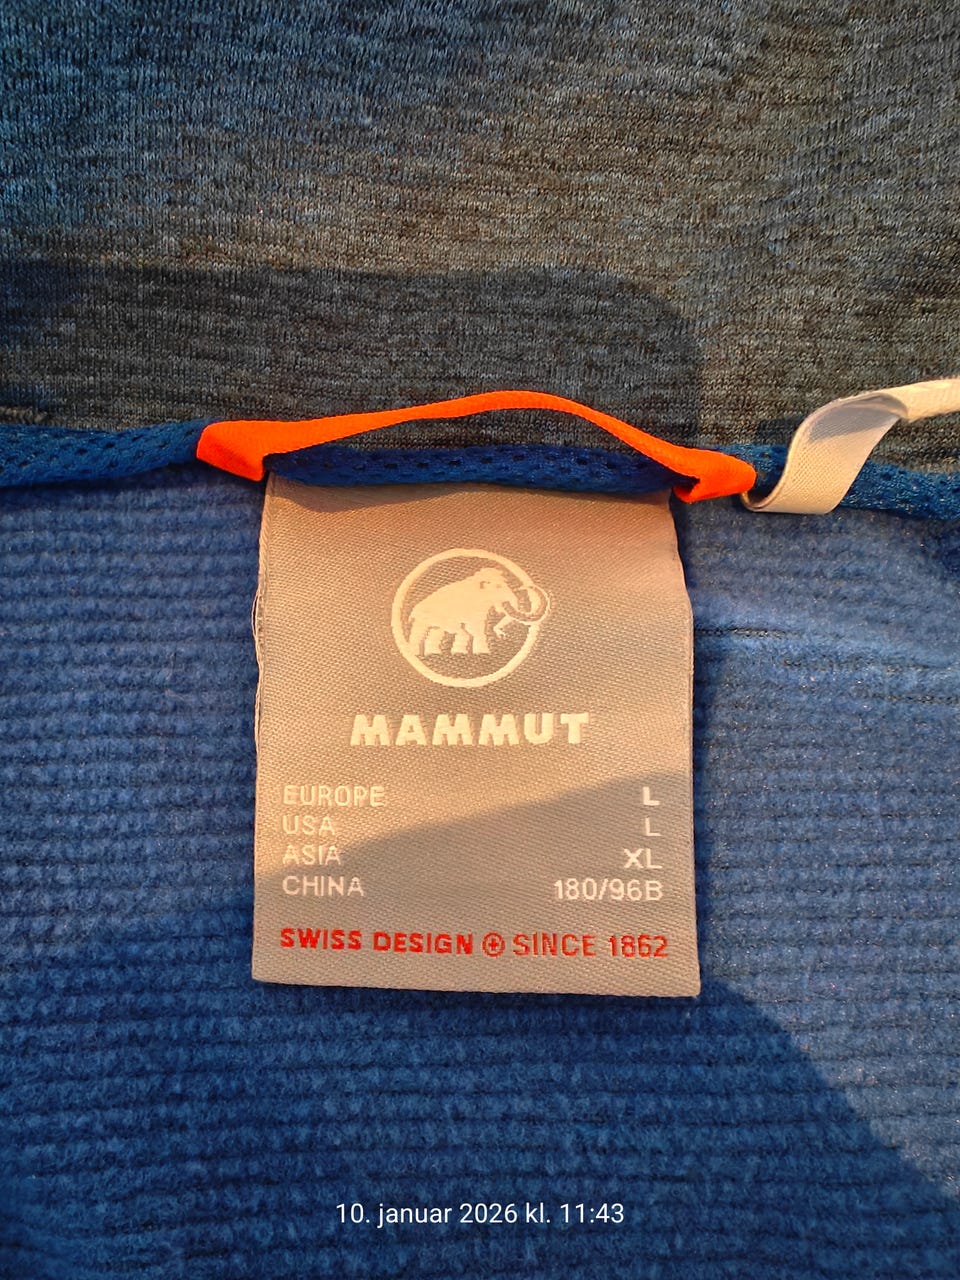 MAMMUT
EUROPE L
USA L
ASIA XL
CHINA 180/96B
SWISS DESIGN SINCE 1862
10. januar 2026 kl. 11:43